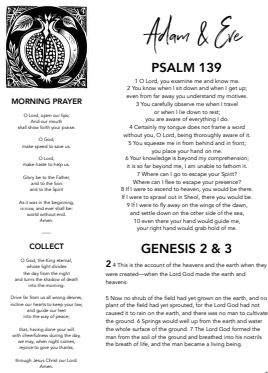 Adam & Eve
MORNING PRAYER
O Lord, open our lips;
And our mouth
shall show forth your praise.
O God,
make speed to save us.
O Lord,
make haste to help us.
Glory be to the Father,
and to the Son:
and to the Spirit:
As it was in the beginning,
is now, and ever shall be:
world without end.
Amen.
COLLECT
O God, the King eternal,
whose light divides
the day from the night
and turns the shadow of death
into the morning:
Drive far from us all wrong desires,
incline our hearts to keep your law,
and guide our feet
into the way of peace;
that, having done your will
with cheerfulness during the day,
we may, when night comes,
rejoice to give you thanks;
through Jesus Christ our Lord.
Amen.
PSALM 139
1 O Lord, you examine me and know me.
2 You know when I sit down and when I get up;
even from far away you understand my motives.
3 You carefully observe me when I travel
or when I lie down to rest;
you are aware of everything I do.
4 Certainly my tongue does not frame a word
without you, O Lord, being thoroughly aware of it.
5 You squeeze me in from behind and in front;
you place your hand on me.
6 Your knowledge is beyond my comprehension;
it is so far beyond me, I am unable to fathom it.
7 Where can I go to escape your Spirit?
Where can I flee to escape your presence?
8 If I were to ascend to heaven, you would be there.
If I were to sprawl out in Sheol, there you would be.
9 If I were to fly away on the wings of the dawn,
and settle down on the other side of the sea,
10 even there your hand would guide me,
your right hand would grab hold of me.
GENESIS 2 & 3
2 4 This is the account of the heavens and the earth when they
were created—when the Lord God made the earth and
heavens.
5 Now no shrub of the field had yet grown on the earth, and no
plant of the field had yet sprouted, for the Lord God had not
caused it to rain on the earth, and there was no man to cultivate
the ground. 6 Springs would well up from the earth and water
the whole surface of the ground. 7 The Lord God formed the
man from the soil of the ground and breathed into his nostrils
the breath of life, and the man became a living being.